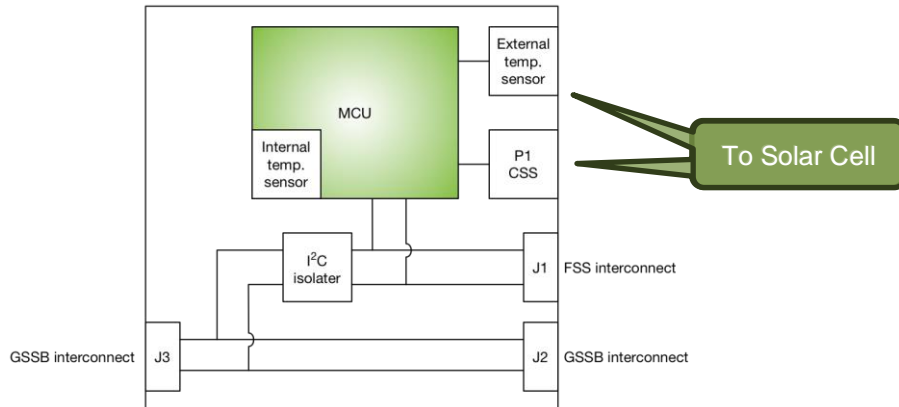 External
temp.
sensor
MCU
Internal
temp.
sensor
P1
CSS
To Solar Cell
I²C
isolater
J1
FSS interconnect
GSSB interconnect
J3
J2
GSSB interconnect